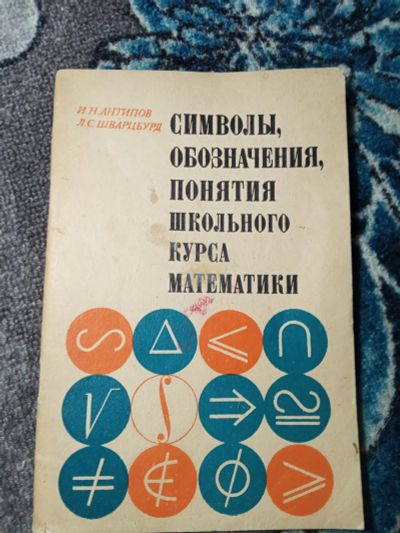 И.Н.АНТИПОВ
Л.С.ШВАРЦБУРД
СИМВОЛЫ,
ОБОЗНАЧЕНИЯ,
ПОНЯТИЯ
ШКОЛЬНОГО
КУРСА
МАТЕМАТИКИ